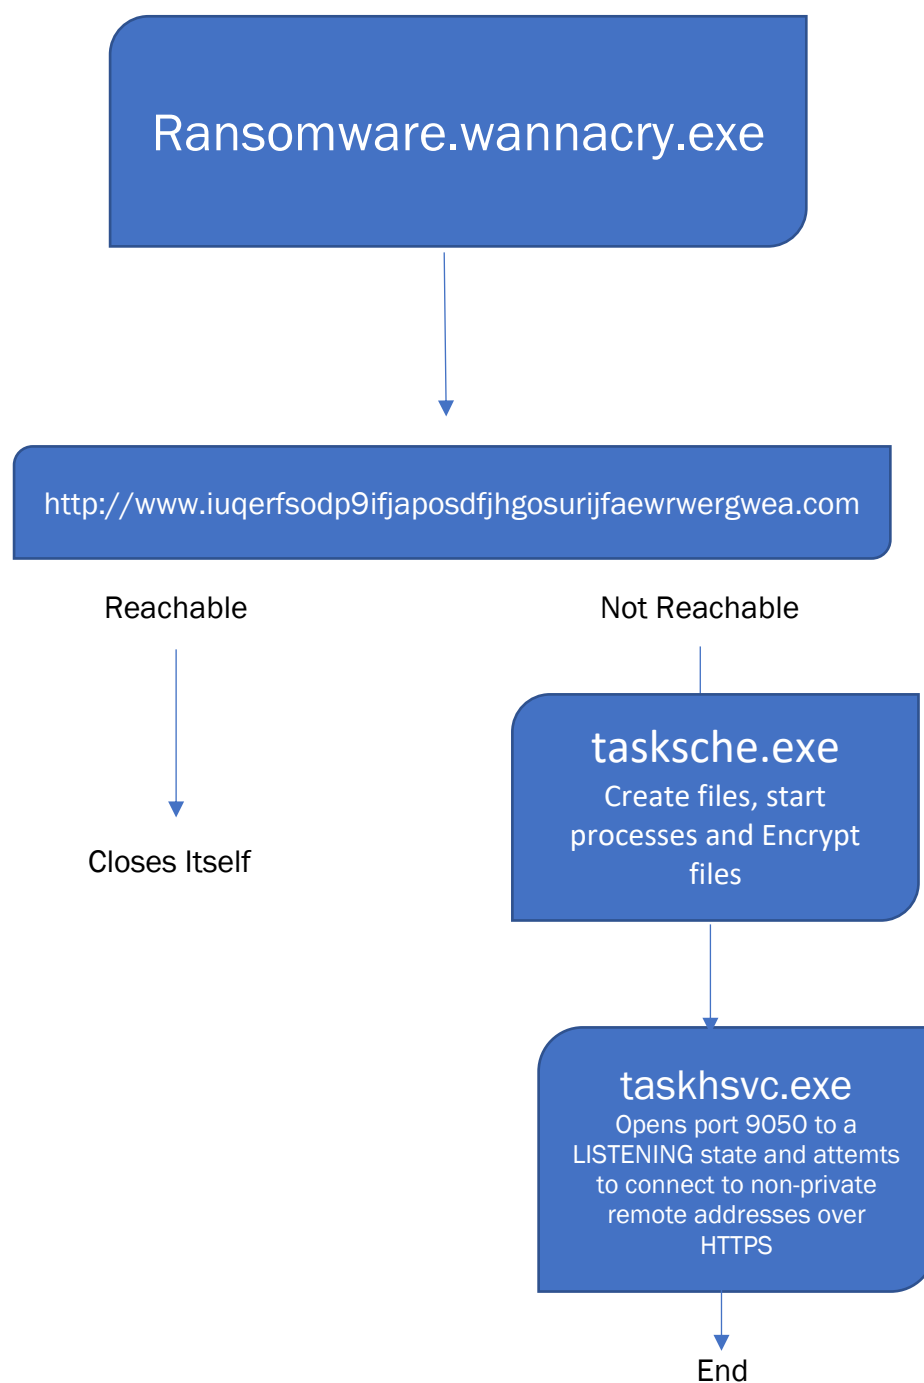 Ransomware.wannacry.exe
http://www.iuqerfsodp9ifjaposdfjhgosurijfaewrwergwea.com
Reachable
Not Reachable
tasksche.exe
Create files, start
processes and Encrypt
files
Closes Itself
taskhsvc.exe
Opens port 9050 to a
LISTENING state and attemts
to connect to non-private
remote addresses over
HTTPS
End